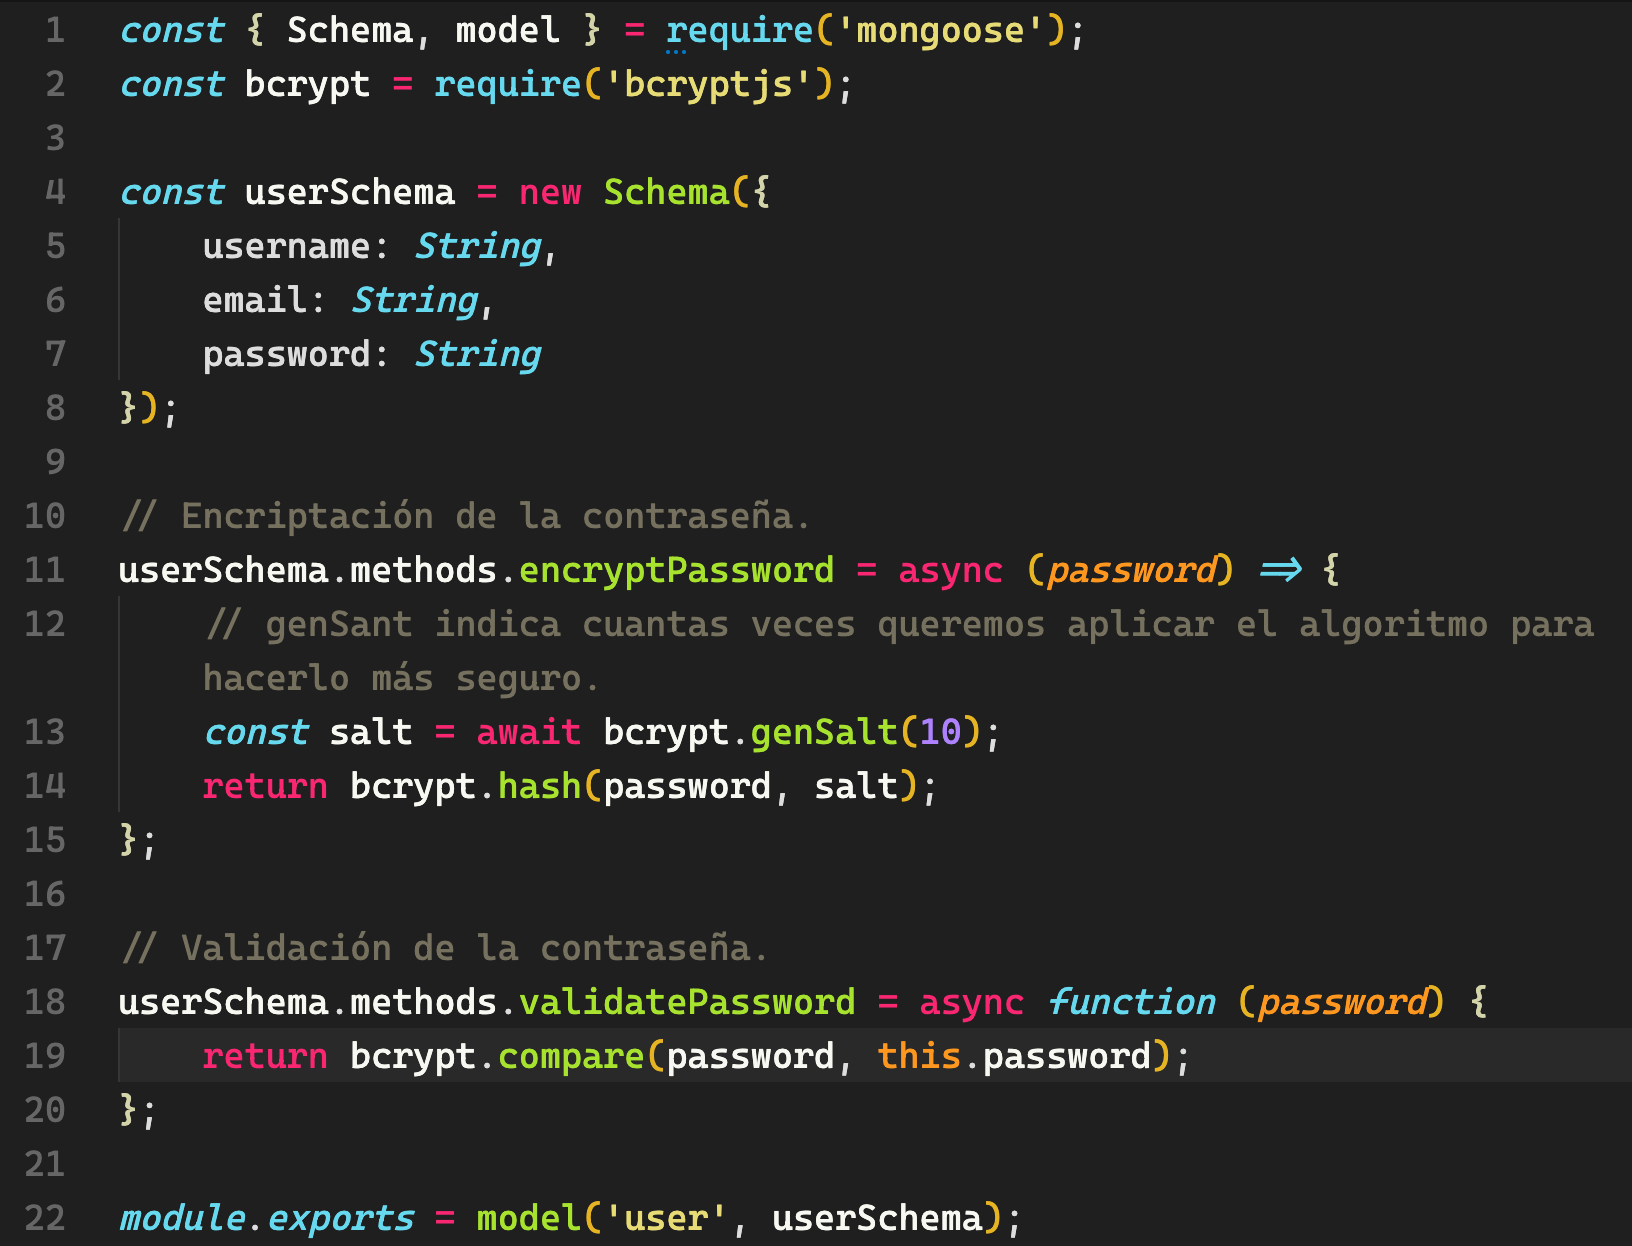 1 const { Schema, model } = require('mongoose');
2 const bcrypt = require('bcryptjs');
3
4 const userSchema = new Schema({
5     username: String,
6     email: String,
7     password: String
8 });
9
10 // Encriptación de la contraseña.
11 userSchema.methods.encryptPassword = async (password) => {
12     // genSant indica cuantas veces queremos aplicar el algoritmo para
    hacerlo más seguro.
13     const salt = await bcrypt.genSalt(10);
14     return bcrypt.hash(password, salt);
15 };
16
17 // Validación de la contraseña.
18 userSchema.methods.validatePassword = async function (password) {
19     return bcrypt.compare(password, this.password);
20 };
21
22 module.exports = model('user', userSchema);